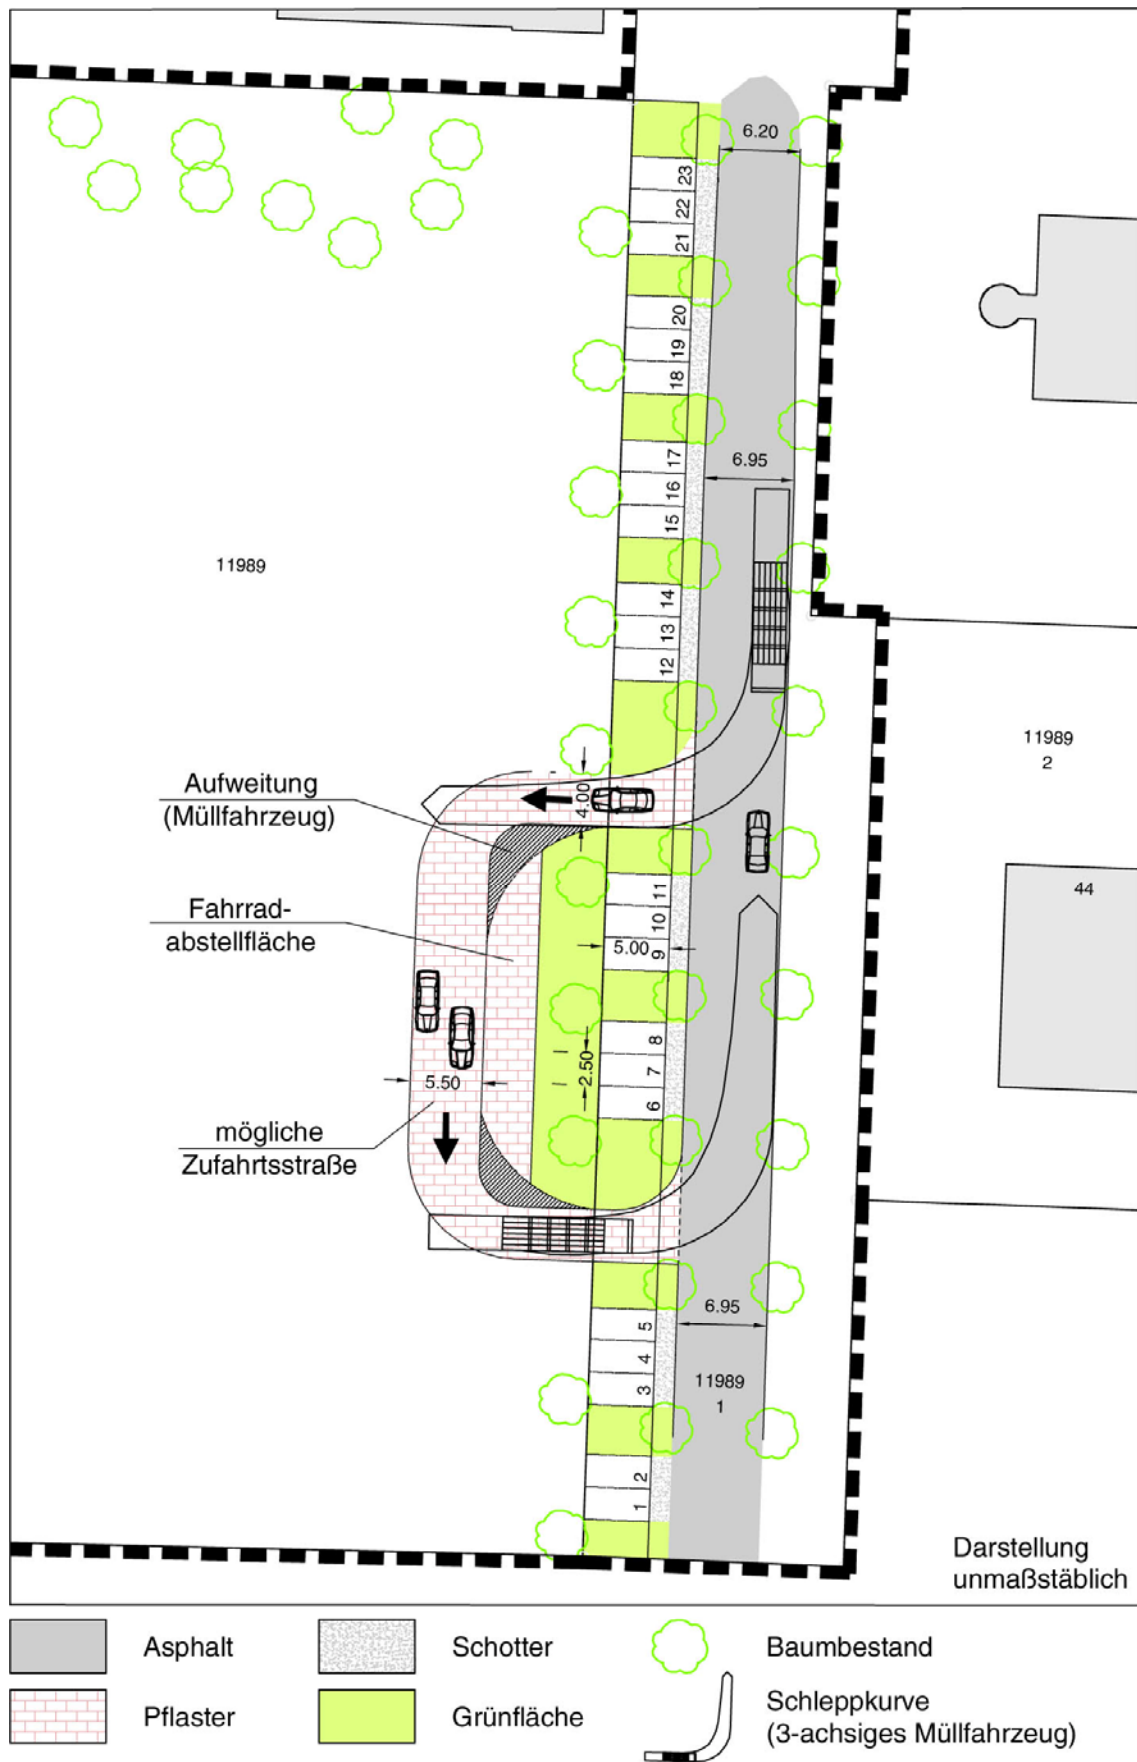 6.20
23
22
21
20
19
18
17
6.95
16
15
11989
14
13
12
11989
2
Aufweitung
(Müllfahrzeug)
4.00
11
44
Fahrrad-
abstellfläche
10
5.00
9
8
7
2.50
6
5.50
mögliche
Zufahrtsstraße
6.95
5
4
3
11989
1
2
1
Darstellung
unmaßstäblich
Asphalt
Schotter
Baumbestand
Pflaster
Grünfläche
Schleppkurve
(3-achsiges Müllfahrzeug)